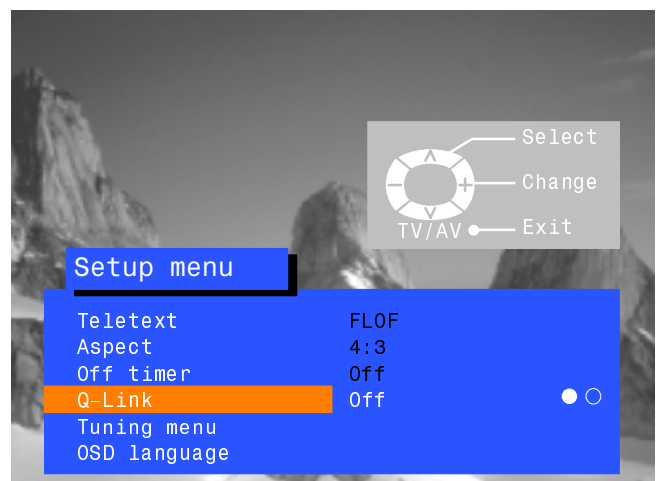 Select
Change
TV/AV Exit
Setup menu
Teletext FLOF
Aspect 4:3
Off timer Off
Q-Link Off
Tuning menu
OSD language